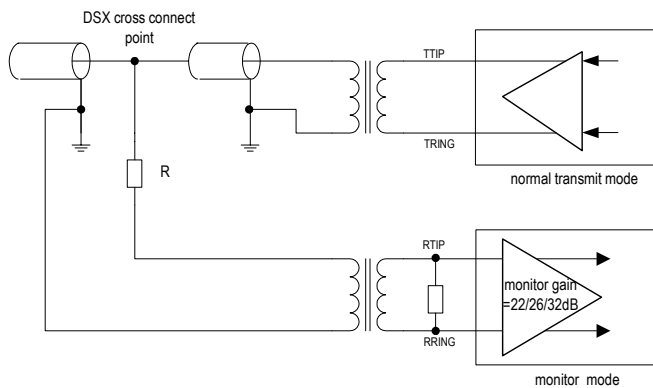 DSX cross connect
point
TTIP
TRING
normal transmit mode
R
RTIP
monitor gain
=22/26/32dB
RRING
monitor mode